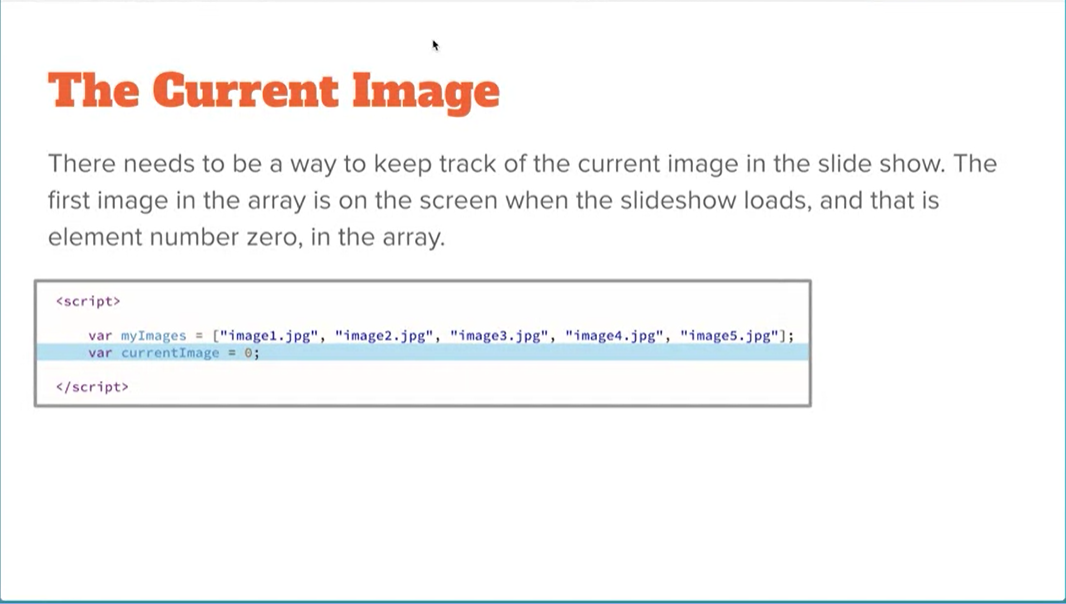 The Current Image
There needs to be a way to keep track of the current image in the slide show. The
first image in the array is on the screen when the slideshow loads, and that is
element number zero, in the array.
<script>
var myImages = ["image1.jpg", "image2.jpg", "image3.jpg", "image4.jpg", "image5.jpg"];
var currentImage = 0;
</script>